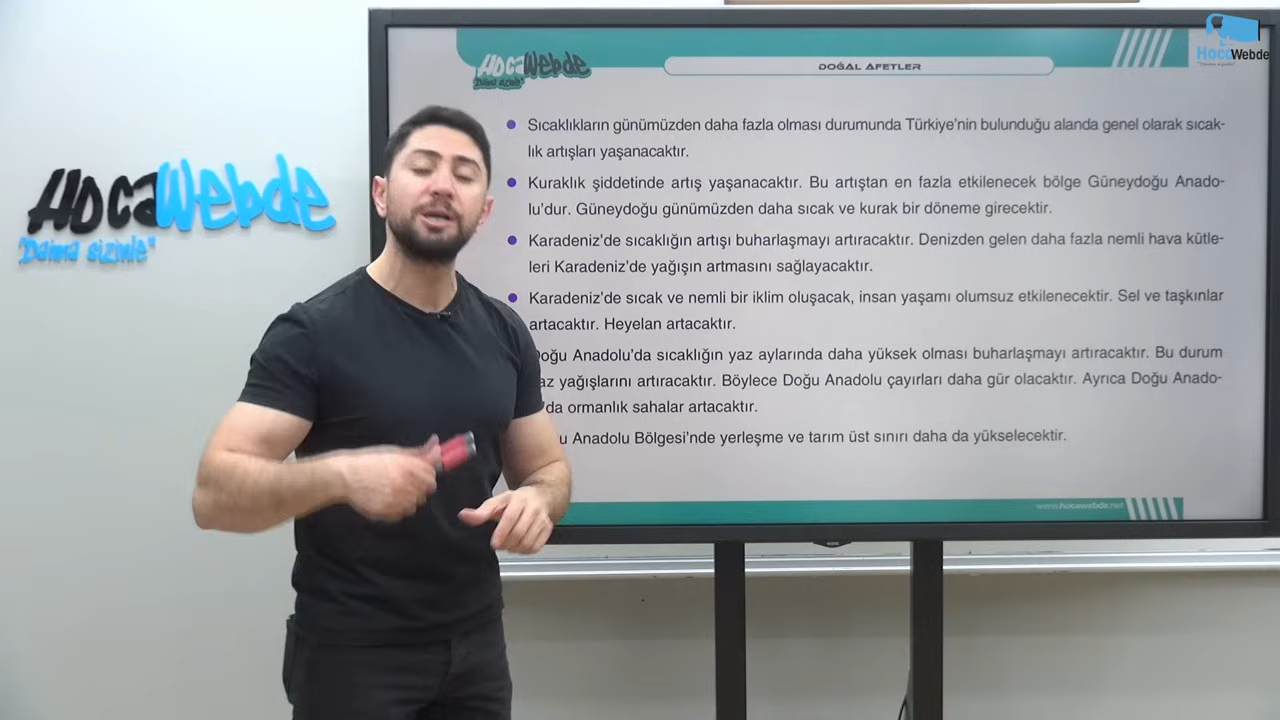 HocaWebde
"Daima sizinle"
HocaWebde
"Daima sizinle"
DOĞAL AFETLER
HocaWebde
"Daima sizinle"
Sıcaklıkların günümüzden daha fazla olması durumunda Türkiye'nin bulunduğu alanda genel olarak sıcak-
lık artışları yaşanacaktır.
Kuraklık şiddetinde artış yaşanacaktır. Bu artıştan en fazla etkilenecek bölge Güneydoğu Anado-
lu'dur. Güneydoğu günümüzden daha sıcak ve kurak bir döneme girecektir.
Karadeniz'de sıcaklığın artışı buharlaşmayı artıracaktır. Denizden gelen daha fazla nemli hava kütle-
leri Karadeniz'de yağışın artmasını sağlayacaktır.
Karadeniz'de sıcak ve nemli bir iklim oluşacak, insan yaşamı olumsuz etkilenecektir. Sel ve taşkınlar
artacaktır. Heyelan artacaktır.
Doğu Anadolu'da sıcaklığın yaz aylarında daha yüksek olması buharlaşmayı artıracaktır. Bu durum
az yağışlarını artıracaktır. Böylece Doğu Anadolu çayırları daha gür olacaktır. Ayrıca Doğu Anado-
'da ormanlık sahalar artacaktır.
u Anadolu Bölgesi'nde yerleşme ve tarım üst sınırı daha da yükselecektir.
www.hocawebde.net